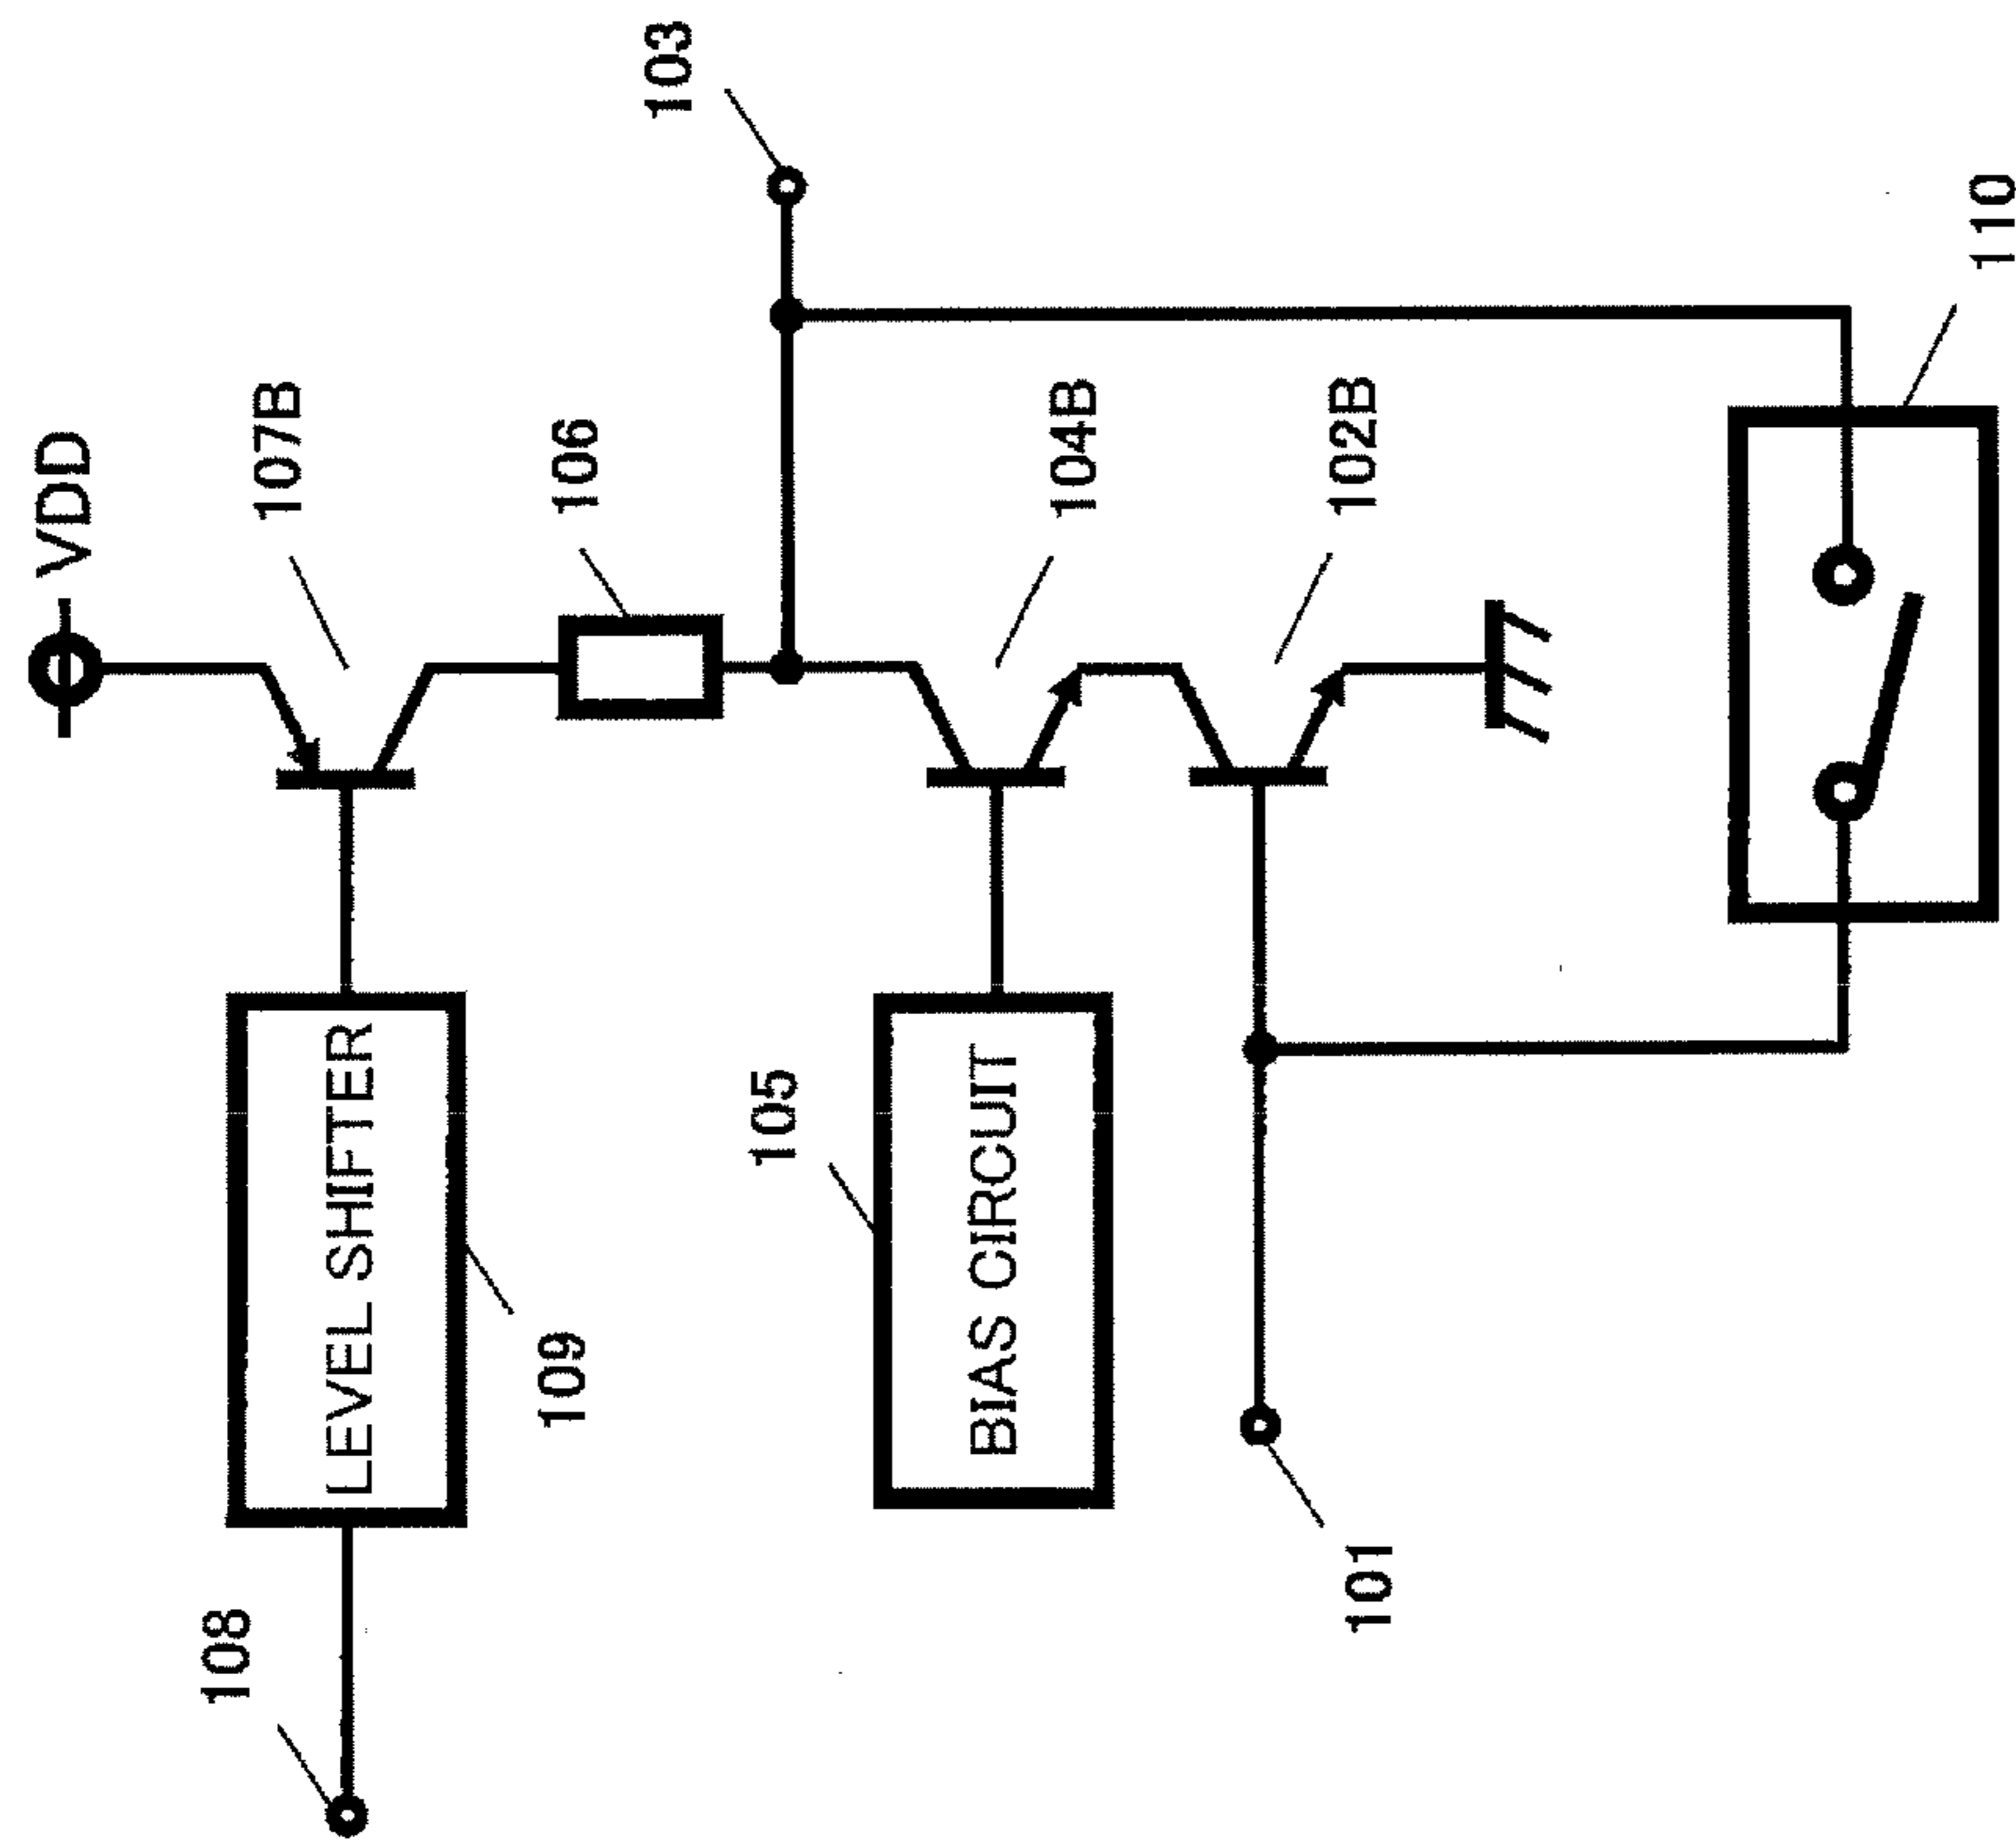 VDD
108
107B
LEVEL SHIFTER
109
106
103
105
BIAS CIRCUIT
104B
102B
101
110